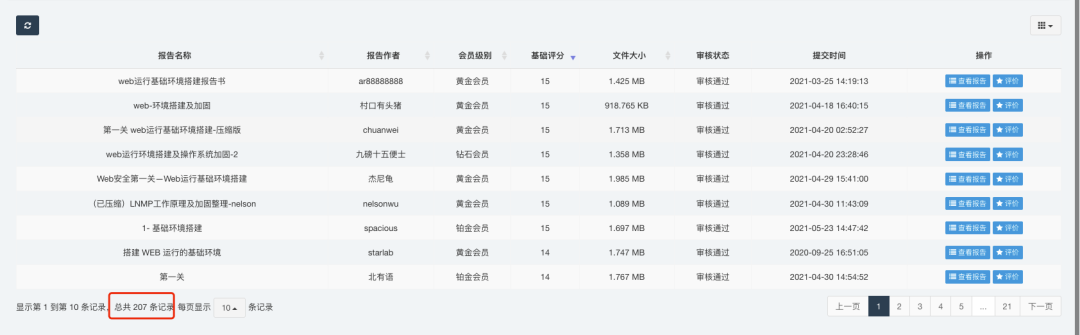 报告名称 报告作者 会员级别 基础评分 文件大小 审核状态 提交时间 操作
web运行基础环境搭建报告书 ar88888888 黄金会员 15 1.425 MB 审核通过 2021-03-25 14:19:13 查看报告 评价
web-环境搭建及加固 村口有头猪 黄金会员 15 918.765 KB 审核通过 2021-04-18 16:40:15 查看报告 评价
第一关 web运行基础环境搭建-压缩版 chuanwei 黄金会员 15 1.713 MB 审核通过 2021-04-20 02:52:27 查看报告 评价
web运行环境搭建及操作系统加固-2 九磅十五便士 钻石会员 15 1.358 MB 审核通过 2021-04-20 23:28:46 查看报告 评价
Web安全第一关—Web运行基础环境搭建 杰尼龟 黄金会员 15 1.985 MB 审核通过 2021-04-29 15:41:00 查看报告 评价
（已压缩）LNMP工作原理及加固整理-nelson nelsonwu 黄金会员 15 1.089 MB 审核通过 2021-04-30 11:43:09 查看报告 评价
1- 基础环境搭建 spacious 铂金会员 15 1.697 MB 审核通过 2021-05-23 14:47:42 查看报告 评价
搭建 WEB 运行的基础环境 starlab 黄金会员 14 1.747 MB 审核通过 2020-09-25 16:51:05 查看报告 评价
第一关 北有语 铂金会员 14 1.767 MB 审核通过 2021-04-30 14:54:52 查看报告 评价
显示第 1 到第 10 条记录，总共 207 条记录 每页显示 10 条记录 上一页 1 2 3 4 5 ... 21 下一页